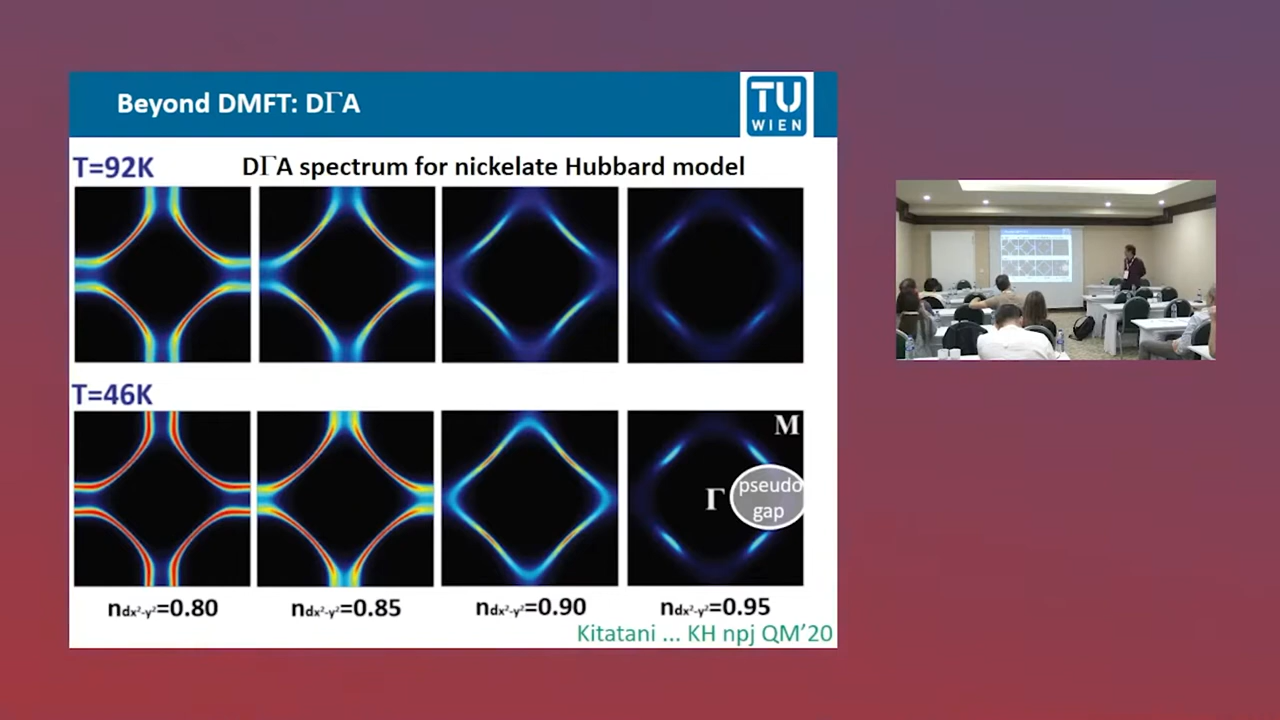 Beyond DMFT: DΓA
TU
WIEN
T=92K
DΓA spectrum for nickelate Hubbard model
T=46K
M
Γ
pseudo
gap
ndx²-y²=0.80
ndx²-y²=0.85
ndx²-y²=0.90
ndx²-y²=0.95
Kitatani ... KH npj QM'20